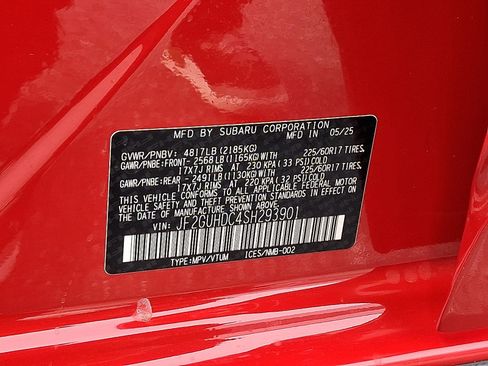 MFD BY SUBARU CORPORATION 05/25
GVWR/PNBV: 4817LB (2185KG)
GAWR/PNBE: FRONT- 2568LB (1165KG)WITH 225/60R17 TIRES.
17X7J RIMS AT 230 KPA (33 PSI)COLD
GAWR/PNBE: REAR -2491LB(1130KG)WITH 225/60R17 TIRES.
17X7J RIMS AT 220 KPA (32 PSI)COLD
THIS VEHICLE CONFORMS TO ALL APPLICABLE
FEDERAL MOTOR VEHICLE SAFETY AND THEFT
PREVENTION STANDARDS IN EFFECT ON THE
DATE OF MANUFACTURE SHOWN ABOVE.
VIN: JF2GUHDC4SH293901
TYPE:MPV/VTUM ICES/NMB-002